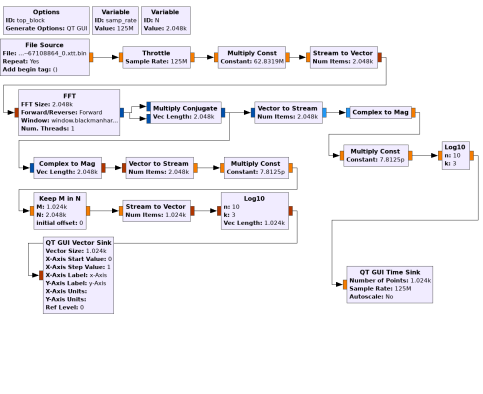 Options
ID: top_block
Generate Options: QT GUI
Variable
ID: samp_rate
Value: 125M
Variable
ID: N
Value: 2.048k
File Source
File: ...-67108864_0.xtt.bin
Repeat: Yes
Add begin tag: ()
Throttle
Sample Rate: 125M
Multiply Const
Constant: 62.8319M
Stream to Vector
Num Items: 2.048k
FFT
FFT Size: 2.048k
Forward/Reverse: Forward
Window: window.blackmanhar...
Num. Threads: 1
Multiply Conjugate
Vec Length: 2.048k
Vector to Stream
Num Items: 2.048k
Complex to Mag
Multiply Const
Constant: 7.8125p
Log10
n: 10
k: 3
Complex to Mag
Vec Length: 2.048k
Vector to Stream
Num Items: 2.048k
Multiply Const
Constant: 7.8125p
Keep M in N
M: 1.024k
N: 2.048k
initial offset: 0
Stream to Vector
Num Items: 1.024k
Log10
n: 10
k: 3
Vec Length: 1.024k
QT GUI Vector Sink
Vector Size: 1.024k
X-Axis Start Value: 0
X-Axis Step Value: 1
X-Axis Label: x-Axis
Y-Axis Label: y-Axis
X-Axis Units:
Y-Axis Units:
Ref Level: 0
QT GUI Time Sink
Number of Points: 1.024k
Sample Rate: 125M
Autoscale: No